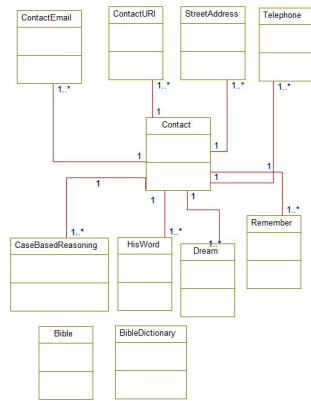 ContactEmail
ContactURI
StreetAddress
Telephone
1..*
1..*
1..*
1..*
1
Contact
1
1
1
1
1
1
1
1..*
1..*
1..*
1..*
CaseBasedReasoning
HisWord
Dream
Remember
Bible
BibleDictionary